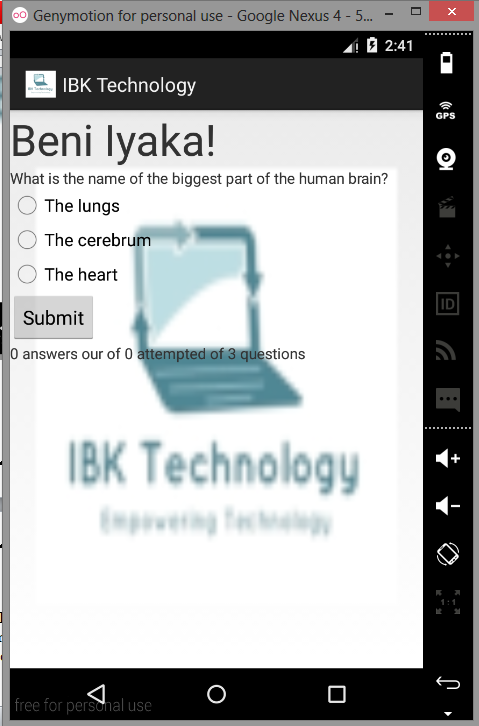 Genymotion for personal use - Google Nexus 4 - 5...
2:41
IBK Technology
GPS
Beni Iyaka!
What is the name of the biggest part of the human brain?
The lungs
The cerebrum
The heart
ID
Submit
0 answers our of 0 attempted of 3 questions
IBK Technology
Empowering Technology
1:1
free for personal use